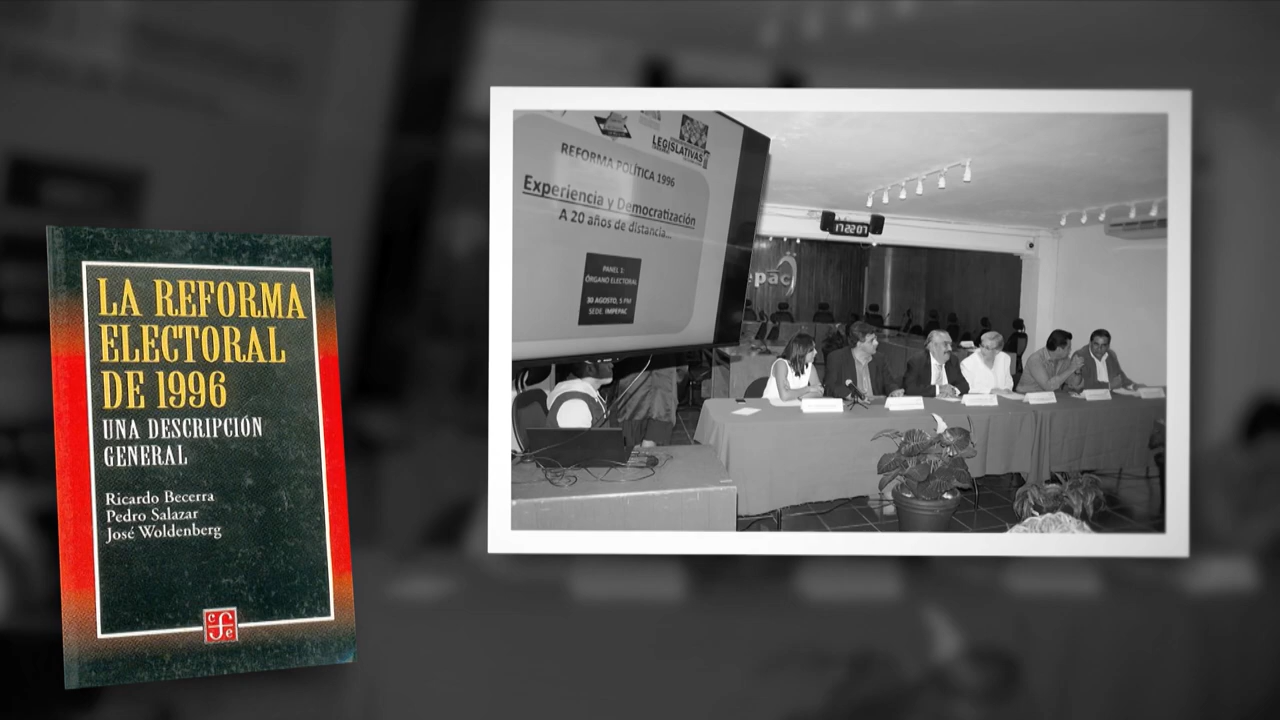 LA REFORMA
ELECTORAL
DE 1996
UNA DESCRIPCIÓN
GENERAL
Ricardo Becerra
Pedro Salazar
José Woldenberg
c f e
LEGISLATIVAS
REFORMA POLÍTICA 1996
Experiencia y Democratización
A 20 años de distancia...
PANEL 1:
ÓRGANO ELECTORAL
30 AGOSTO, 5 PM
SEDE: IMPEPAC
epac
17:22:07